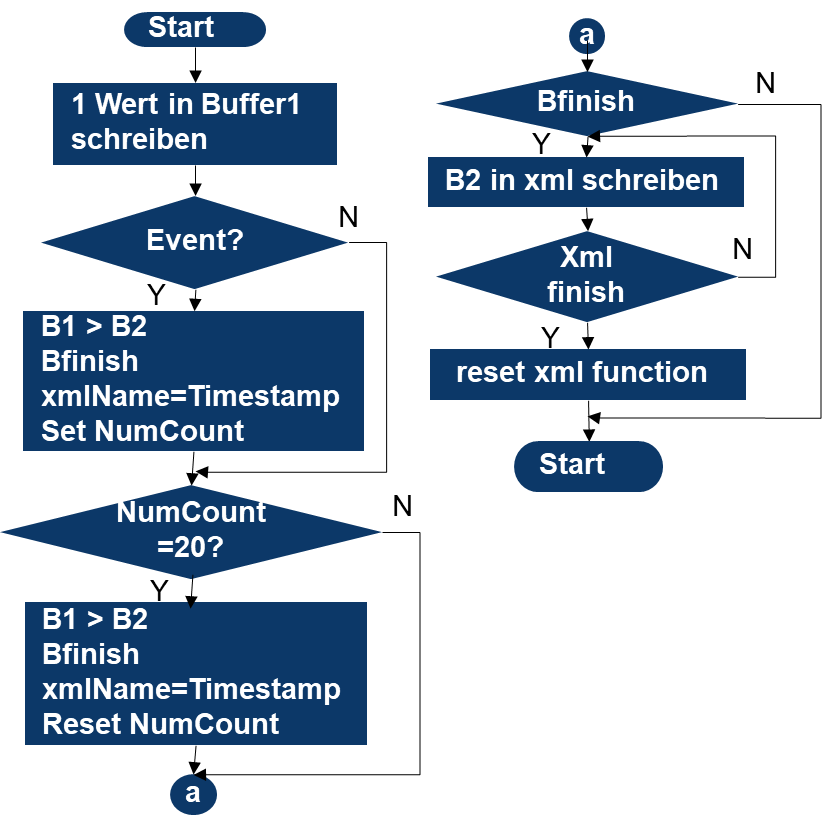 Start
1 Wert in Buffer1
schreiben
Event?
N
Y
B1 > B2
Bfinish
xmlName=Timestamp
Set NumCount
NumCount
=20?
N
Y
B1 > B2
Bfinish
xmlName=Timestamp
Reset NumCount
a
a
Bfinish
N
Y
B2 in xml schreiben
Xml
finish
N
Y
reset xml function
Start